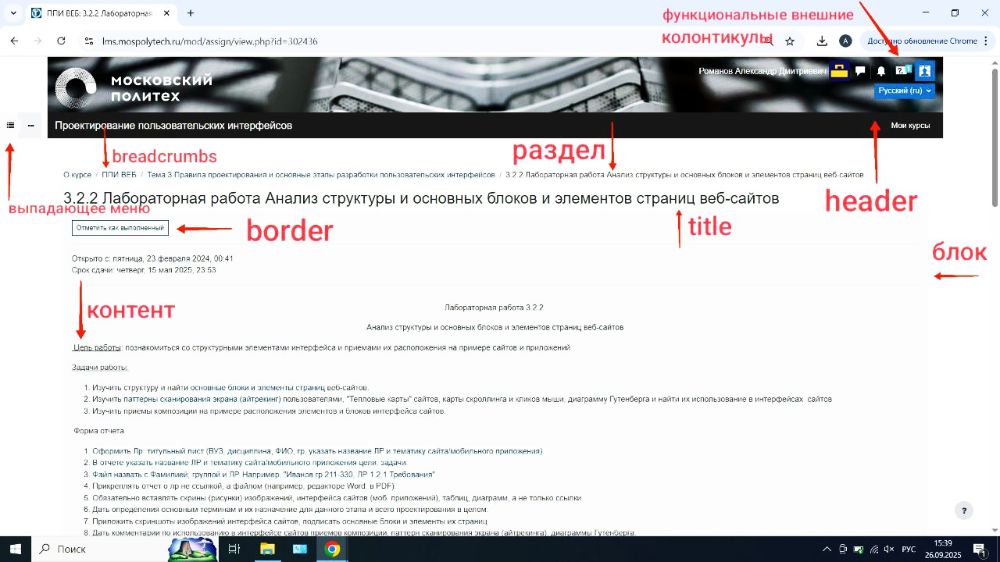 ППИ ВЕБ: 3.2.2 Лабораторная
функциональные внешние
lms.mospolytech.ru/mod/assign/view.php?id=302436
колонтикулы
А
Доступно обновление Chrome
МОСКОВСКИЙ
ПОЛИТЕХ
Романов Александр Дмитриевич
Русский (ru)
Проектирование пользовательских интерфейсов
Мои курсы
breadcrumbs
раздел
О курсе / ППИ ВЕБ / Тема 3 Правила проектирования и основные этапы разработки пользовательских интерфейсов / 3.2.2 Лабораторная работа Анализ структуры и основных блоков и элементов страниц веб-сайтов
3.2.2 Лабораторная работа Анализ структуры и основных блоков и элементов страниц веб-сайтов
header
выпадающее меню
Отметить как выполненный
border
title
блок
Открыто с: пятница, 23 февраля 2024, 00:41
Срок сдачи: четверг, 15 мая 2025, 23:53
контент
Лабораторная работа 3.2.2
Анализ структуры и основных блоков и элементов страниц веб-сайтов
Цель работы: познакомиться со структурными элементами интерфейса и приемами их расположения на примере сайтов и приложений
Задачи работы:
1. Изучить структуру и найти основные блоки и элементы страниц веб-сайтов.
2. Изучить паттерны сканирования экрана (айтрекинг) пользователями, "Тепловые карты" сайтов, карты скроллинга и кликов мыши, диаграмму Гутенберга и найти их использование в интерфейсах сайтов
3. Изучить приемы композиции на примере расположения элементов и блоков интерфейса сайтов.
Форма отчета
1. Оформить Лр: титульный лист (ВУЗ, дисциплина, ФИО, гр, указать название ЛР и тематику сайта/мобильного приложения).
2. В отчете указать название ЛР и тематику сайта/мобильного приложения цели, задачи.
3. Файл назвать с Фамилией, группой и ЛР. Например, "Иванов гр 211-330, ЛР 1.2.1 Требования"
4. Прикреплять отчет о лр не ссылкой, а файлом (например, редакторе Word, в PDF).
5. Обязательно вставлять скрины (рисунки) изображений, интерфейса сайтов (моб. приложений), таблиц, диаграмм, а не только ссылки.
6. Дать определения основным терминам и их назначение для данного этапа и всего проектирования в целом.
7. Приложить скриншоты изображений интерфейса сайтов, подписать основные блоки и элементы их страниц
8. Дать комментарии по использованию в интерфейсе сайтов приемов композиции, паттерн сканирования экрана (айтрекинга), диаграммы Гутенберга.
?
Поиск
РУС
15:39
26.09.2025